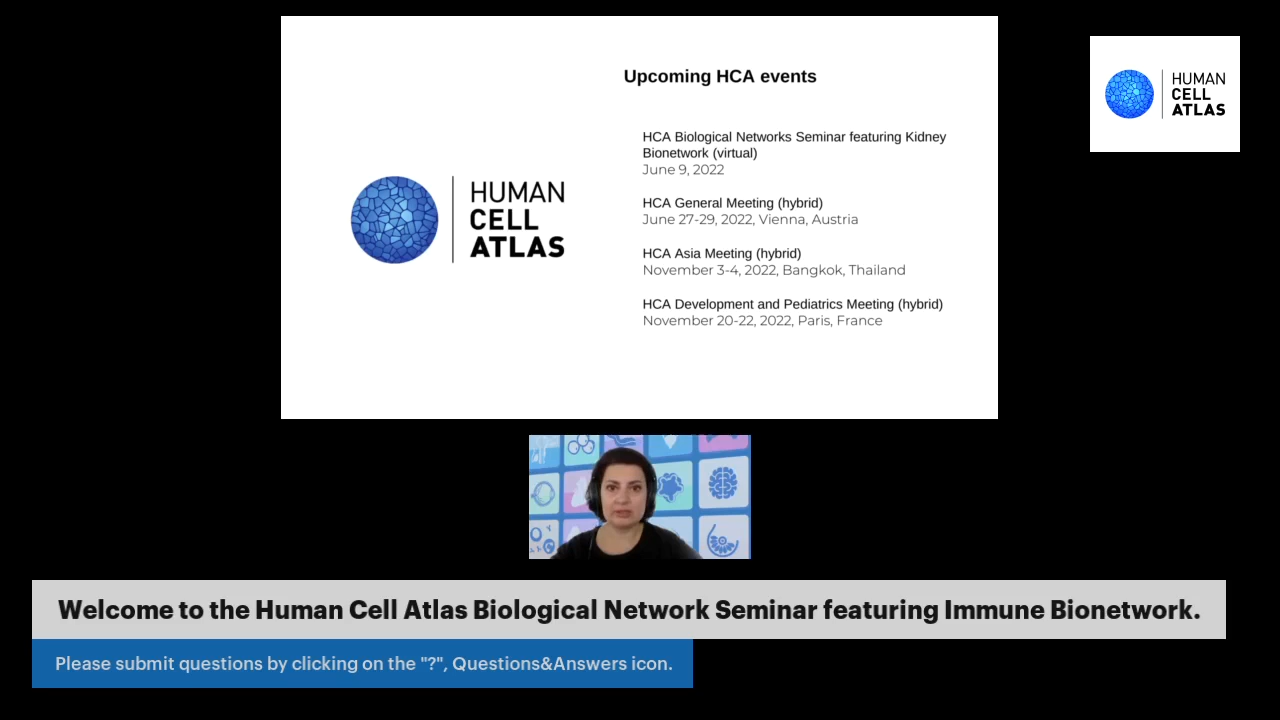 Upcoming HCA events
HCA Biological Networks Seminar featuring Kidney
Bionetwork (virtual)
June 9, 2022
HCA General Meeting (hybrid)
June 27-29, 2022, Vienna, Austria
HCA Asia Meeting (hybrid)
November 3-4, 2022, Bangkok, Thailand
HCA Development and Pediatrics Meeting (hybrid)
November 20-22, 2022, Paris, France
HUMAN
CELL
ATLAS
HUMAN
CELL
ATLAS
Welcome to the Human Cell Atlas Biological Network Seminar featuring Immune Bionetwork.
Please submit questions by clicking on the "?", Questions&Answers icon.